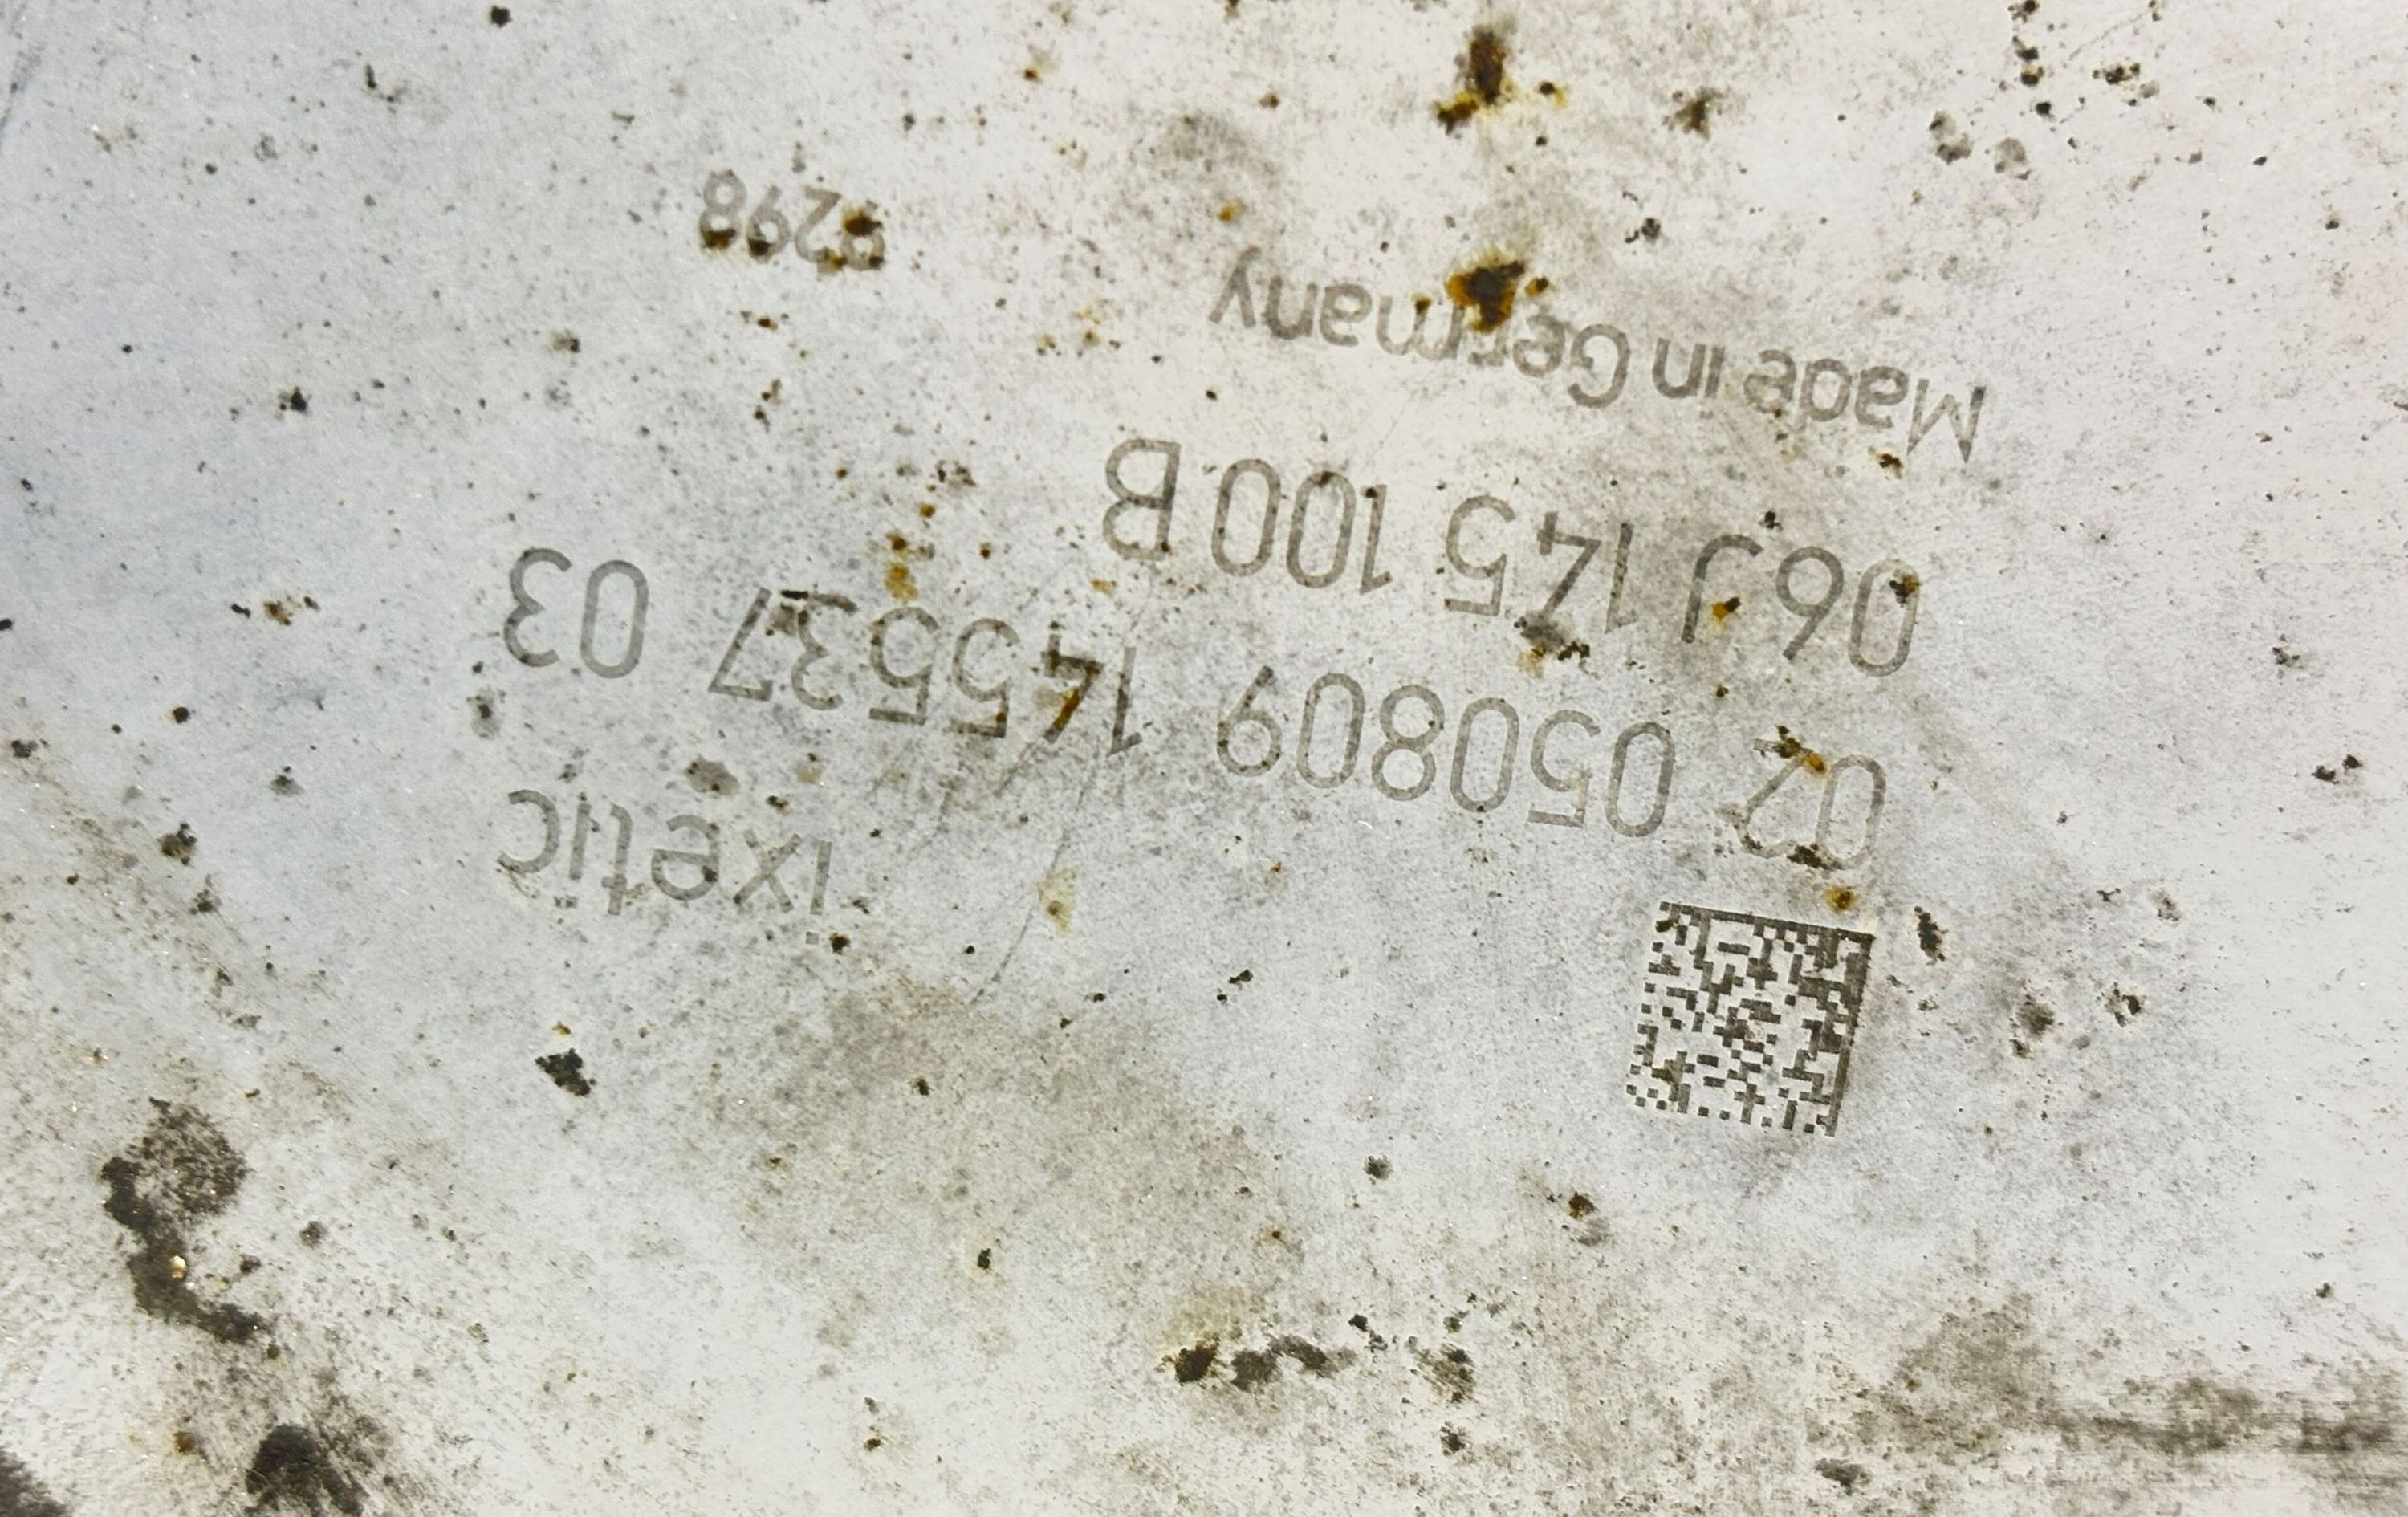 ixetic
02 050809 145537 03
06J 145 100 B
Made in Germany